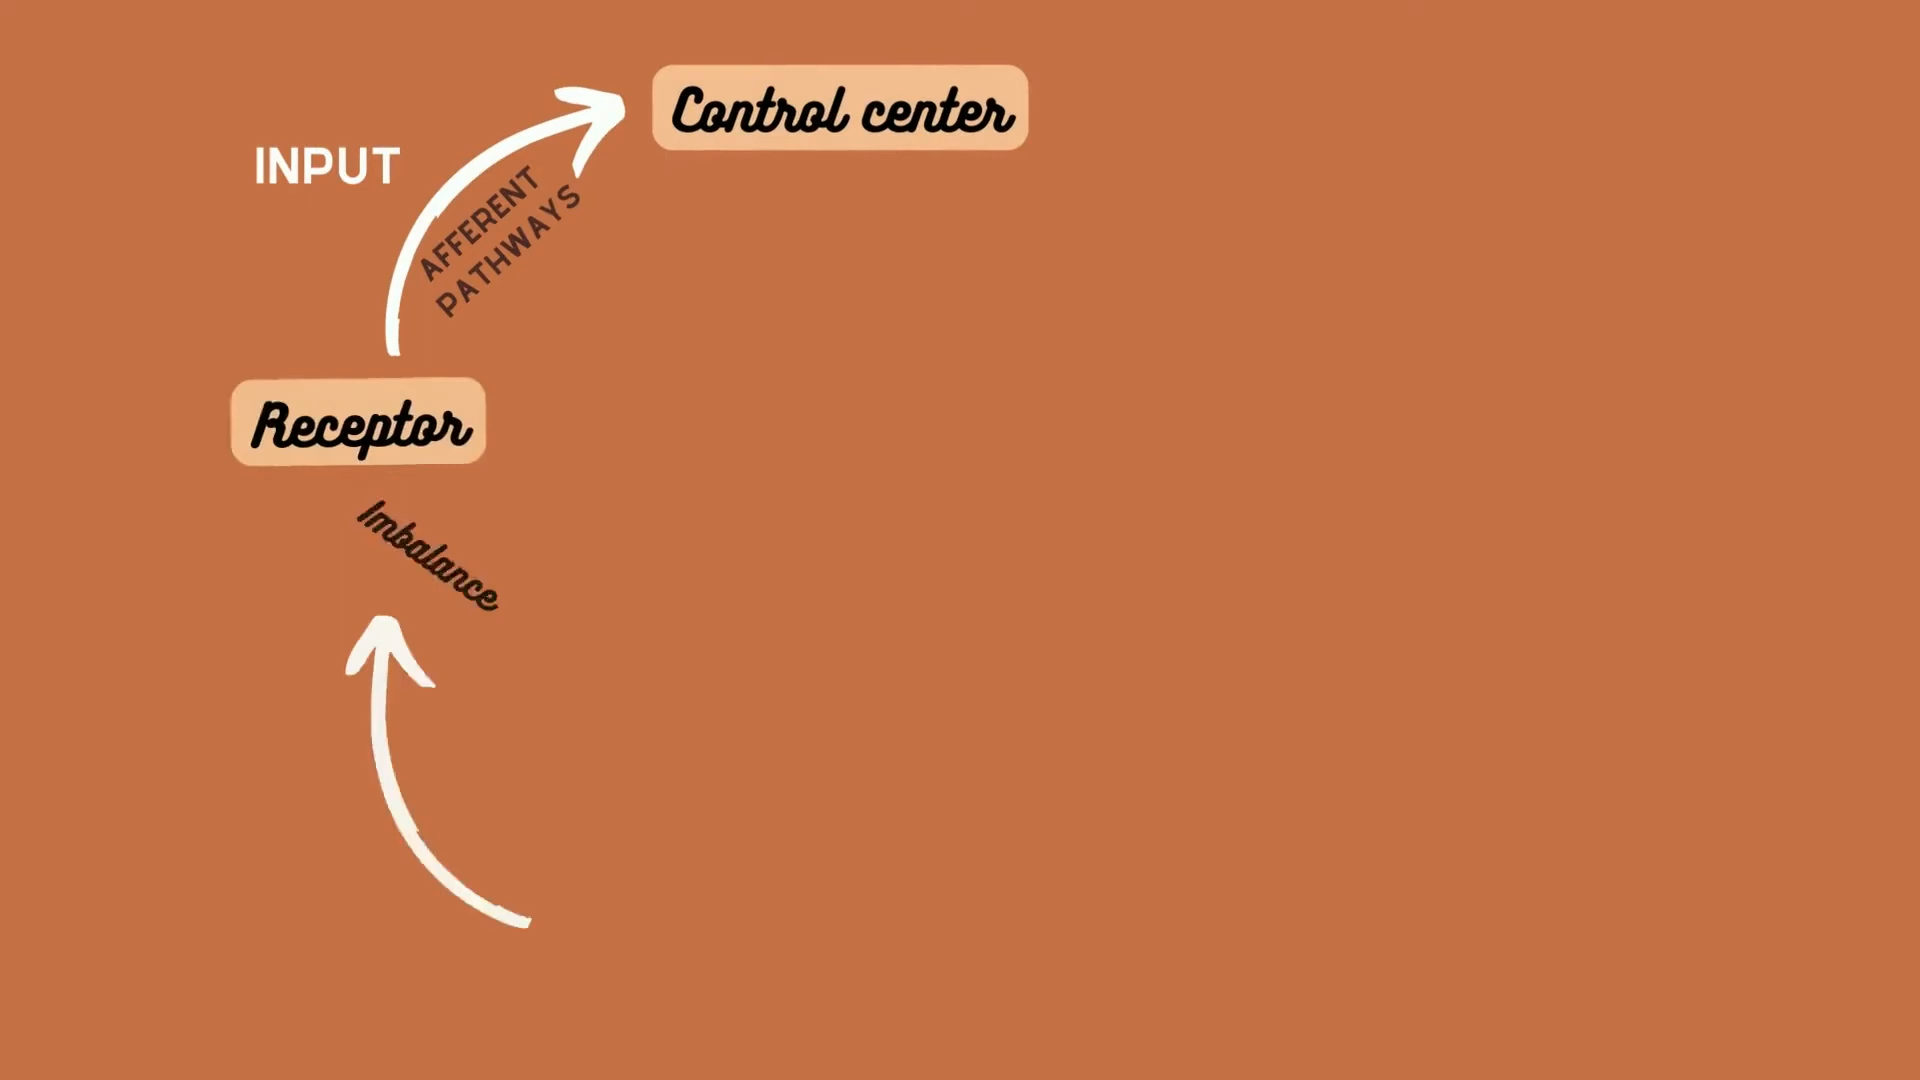 Control center
INPUT
AFFERENT
PATHWAYS
Receptor
Imbalance